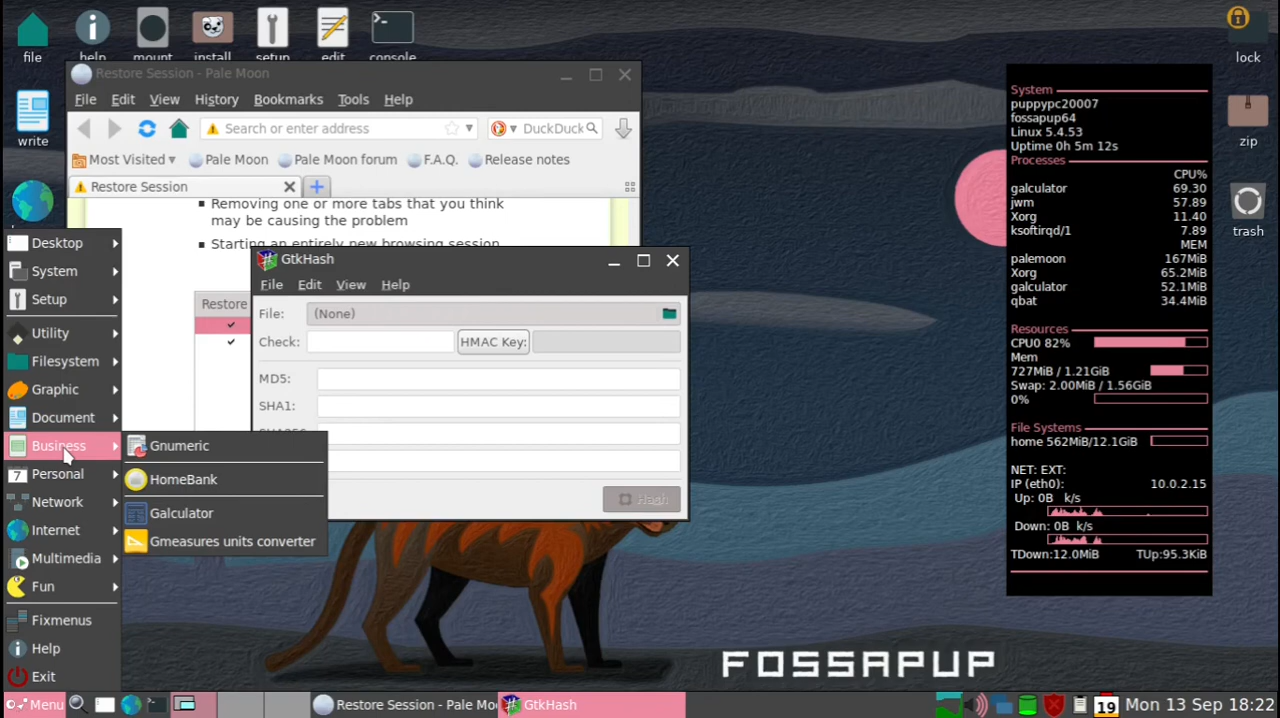 file
help
mount
install
setup
edit
console
lock
write
zip
trash
Restore Session - Pale Moon
File Edit View History Bookmarks Tools Help
Search or enter address
DuckDuck
Most Visited Pale Moon Pale Moon forum F.A.Q. Release notes
Restore Session
Removing one or more tabs that you think
may be causing the problem
Starting an entirely new browsing session
Restore
GtkHash
File Edit View Help
File: (None)
Check: HMAC Key:
MD5:
SHA1:
SHA256:
Hash
Desktop
System
Setup
Utility
Filesystem
Graphic
Document
Business
Personal
Network
Internet
Multimedia
Fun
Fixmenus
Help
Exit
Gnumeric
HomeBank
Galculator
Gmeasures units converter
System
puppypc20007
fossapup64
Linux 5.4.53
Uptime 0h 5m 12s
Processes
CPU%
galculator 69.30
jwm 57.89
Xorg 11.40
ksoftirqd/1 7.89
MEM
palemoon 167MiB
Xorg 65.2MiB
galculator 52.1MiB
qbat 34.4MiB
Resources
CPU0 82%
Mem
727MiB / 1.21GiB
Swap: 2.00MiB / 1.56GiB
0%
File Systems
home 562MiB/12.1GiB
NET: EXT:
IP (eth0): 10.0.2.15
Up: 0B k/s
Down: 0B k/s
TDown:12.0MiB TUp:95.3KiB
FOSSAPUP
Menu
Restore Session - Pale Mo
GtkHash
19
Mon 13 Sep 18:22